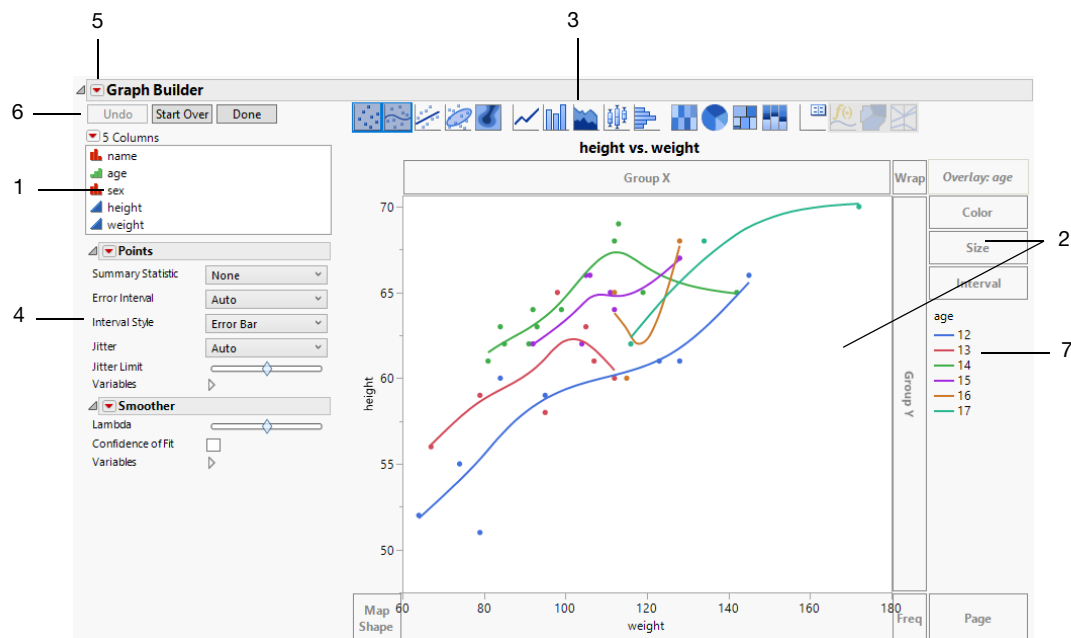 5
3
Graph Builder
6
Undo Start Over Done
5 Columns
name
age
1
sex
height
weight
Points
Summary Statistic None
Error Interval Auto
4
Interval Style Error Bar
Jitter Auto
Jitter Limit
Variables
Smoother
Lambda
Confidence of Fit
Variables
height vs. weight
Group X
Wrap
Overlay: age
Color
Size
2
Interval
age
12
13
7
14
15
16
17
70
65
60
55
50
height
Group Y
Map Shape
60 80 100 120 140 160 180
weight
Freq
Page